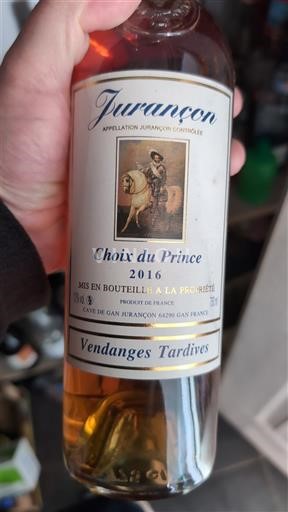 Jurançon
APPELLATION JURANÇON CONTRÔLÉE
Choix du Prince
2016
MIS EN BOUTEILLE A LA PROPRIÉTÉ
PRODUIT DE FRANCE
CAVE DE GAN JURANÇON 64290 GAN FRANCE
Vendanges Tardives